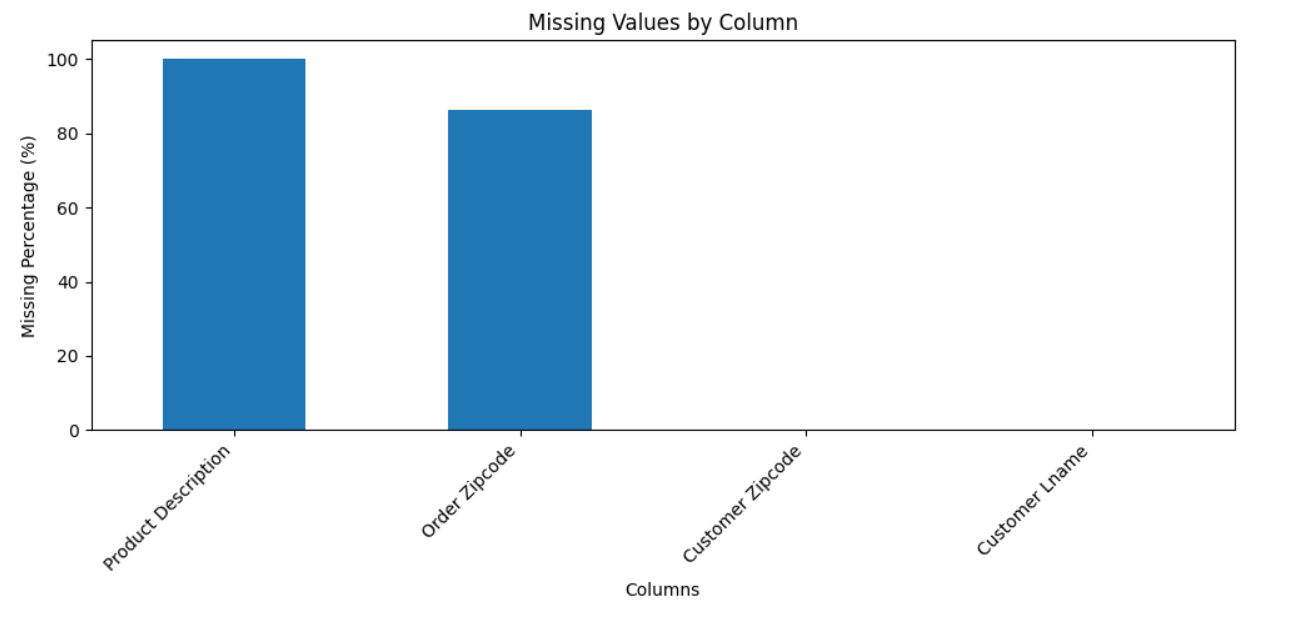 Missing Values by Column
Missing Percentage (%)
100
80
60
40
20
0
Product Description
Order Zipcode
Customer Zipcode
Customer Lname
Columns